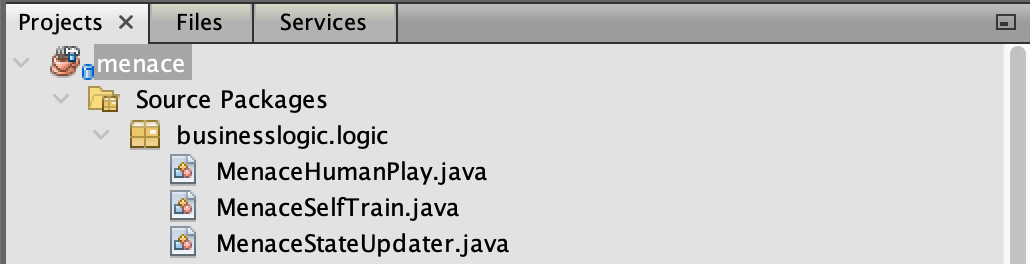 Projects Files Services
menace
Source Packages
businesslogic.logic
MenaceHumanPlay.java
MenaceSelfTrain.java
MenaceStateUpdater.java